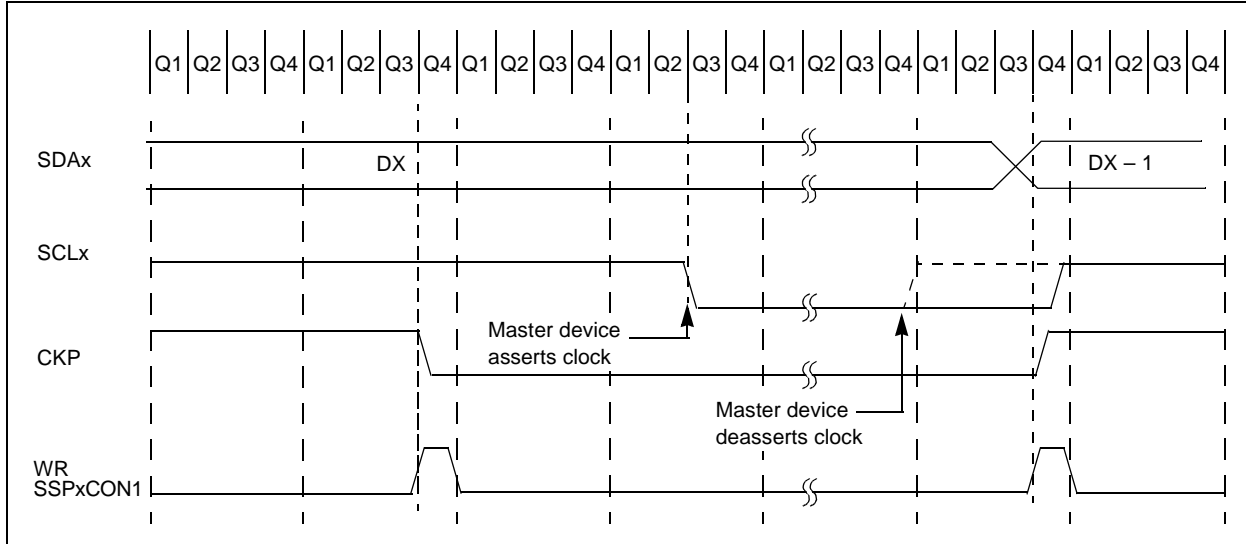 Q1 Q2 Q3 Q4 Q1 Q2 Q3 Q4 Q1 Q2 Q3 Q4 Q1 Q2 Q3 Q4 Q1 Q2 Q3 Q4 Q1 Q2 Q3 Q4 Q1 Q2 Q3 Q4
SDAx
DX
DX – 1
SCLx
Master device
asserts clock
CKP
Master device
deasserts clock
WR
SSPxCON1